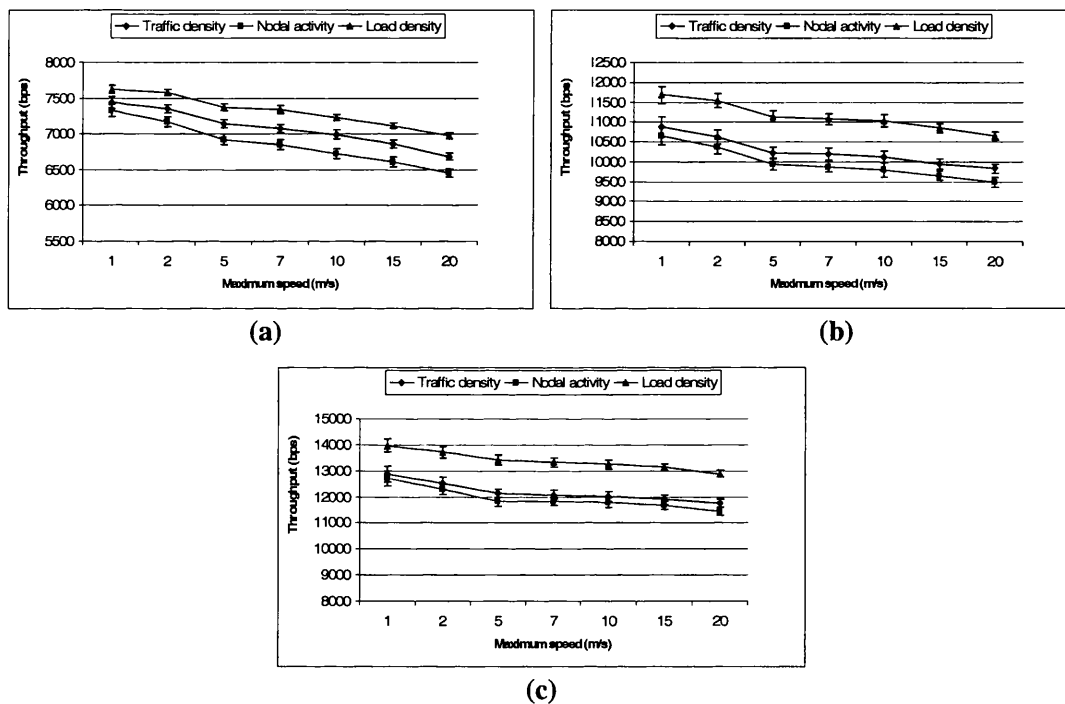 Traffic density Nodal activity Load density
Throughput (bps)
8000
7500
7000
6500
6000
5500
1 2 5 7 10 15 20
Maximum speed (m/s)
(a)
Traffic density Nodal activity Load density
Throughput (bps)
12500
12000
11500
11000
10500
10000
9500
9000
8500
8000
1 2 5 7 10 15 20
Maximum speed (m/s)
(b)
Traffic density Nodal activity Load density
Throughput (bps)
15000
14000
13000
12000
11000
10000
9000
8000
1 2 5 7 10 15 20
Maximum speed (m/s)
(c)